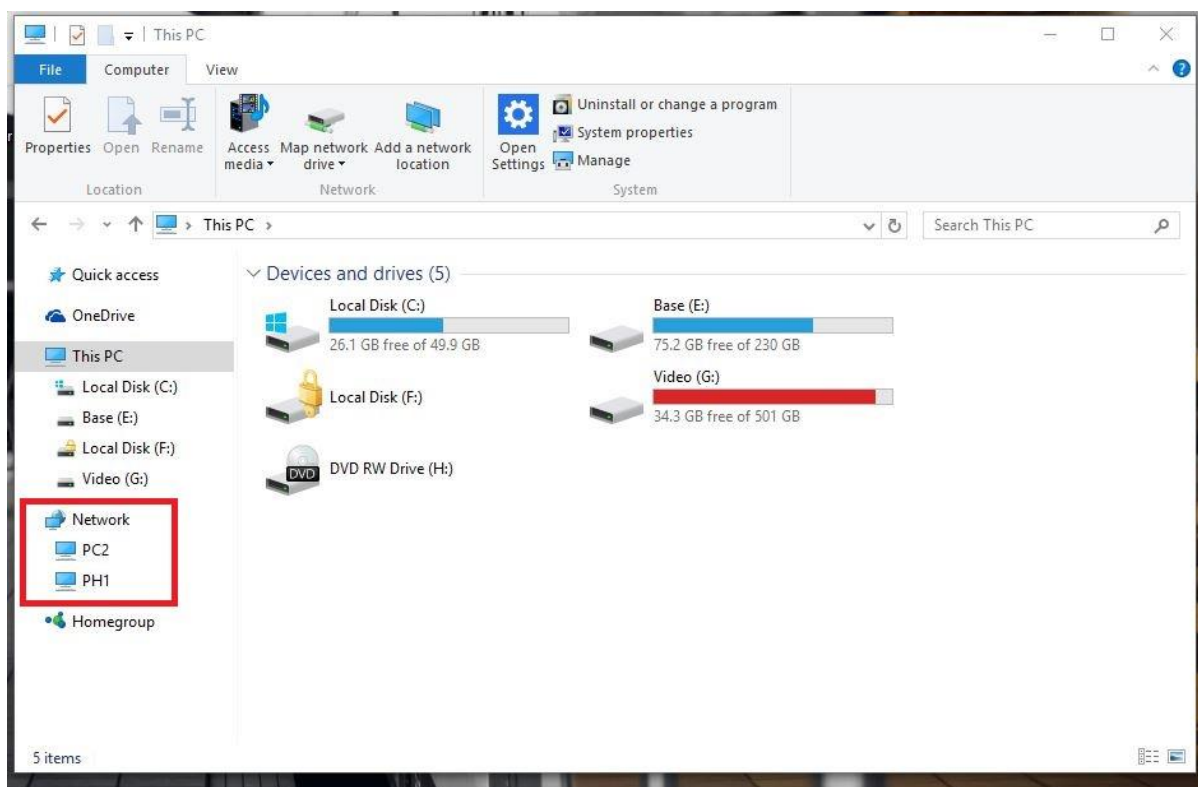 This PC
File Computer View
Properties Open Rename
Access media
Map network drive
Add a network location
Open Settings
Uninstall or change a program
System properties
Manage
Location Network System
This PC
Search This PC
Quick access
OneDrive
This PC
Local Disk (C:)
Base (E:)
Local Disk (F:)
Video (G:)
Network
PC2
PH1
Homegroup
Devices and drives (5)
Local Disk (C:)
26.1 GB free of 49.9 GB
Base (E:)
75.2 GB free of 230 GB
Local Disk (F:)
Video (G:)
34.3 GB free of 501 GB
DVD
DVD RW Drive (H:)
5 items